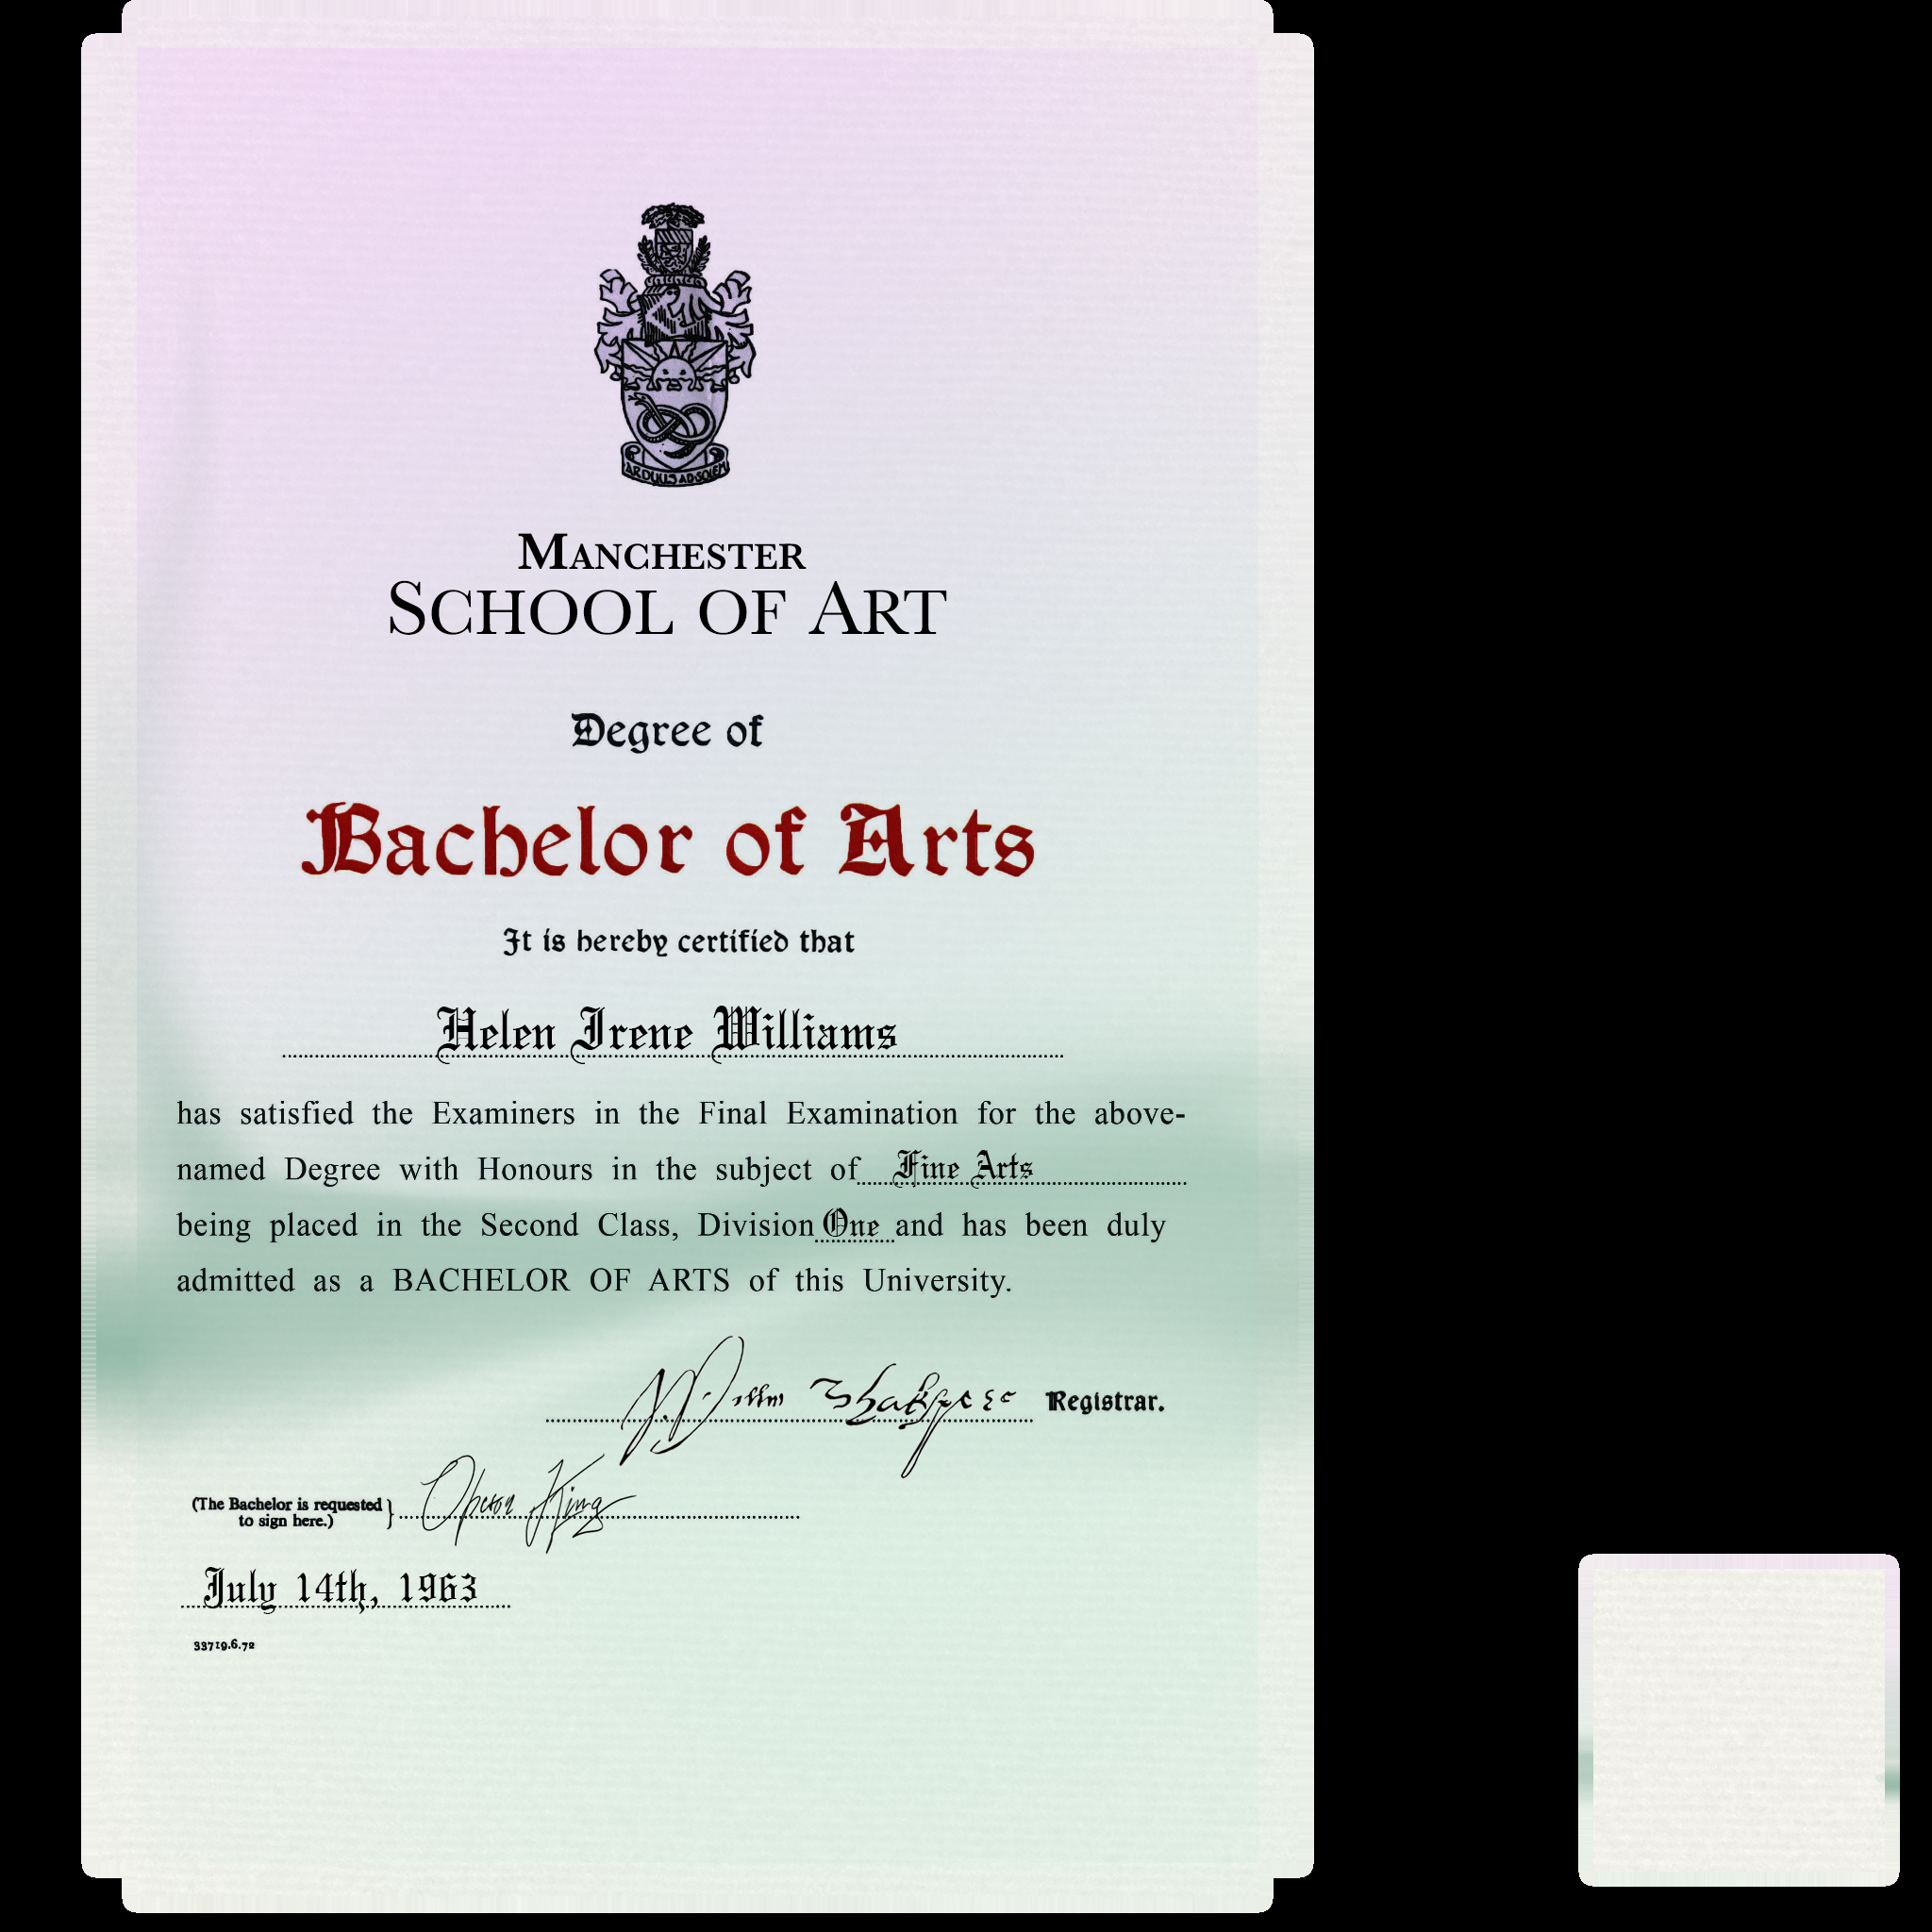 ARDUUS AD SOLEM
MANCHESTER
SCHOOL OF ART
Degree of
Bachelor of Arts
It is hereby certified that
Helen Irene Williams
has satisfied the Examiners in the Final Examination for the above-
named Degree with Honours in the subject of Fine Arts
being placed in the Second Class, Division One and has been duly
admitted as a BACHELOR OF ARTS of this University.
Registrar.
(The Bachelor is requested
to sign here.) } Oberon King
July 14th, 1963
33719.6.72